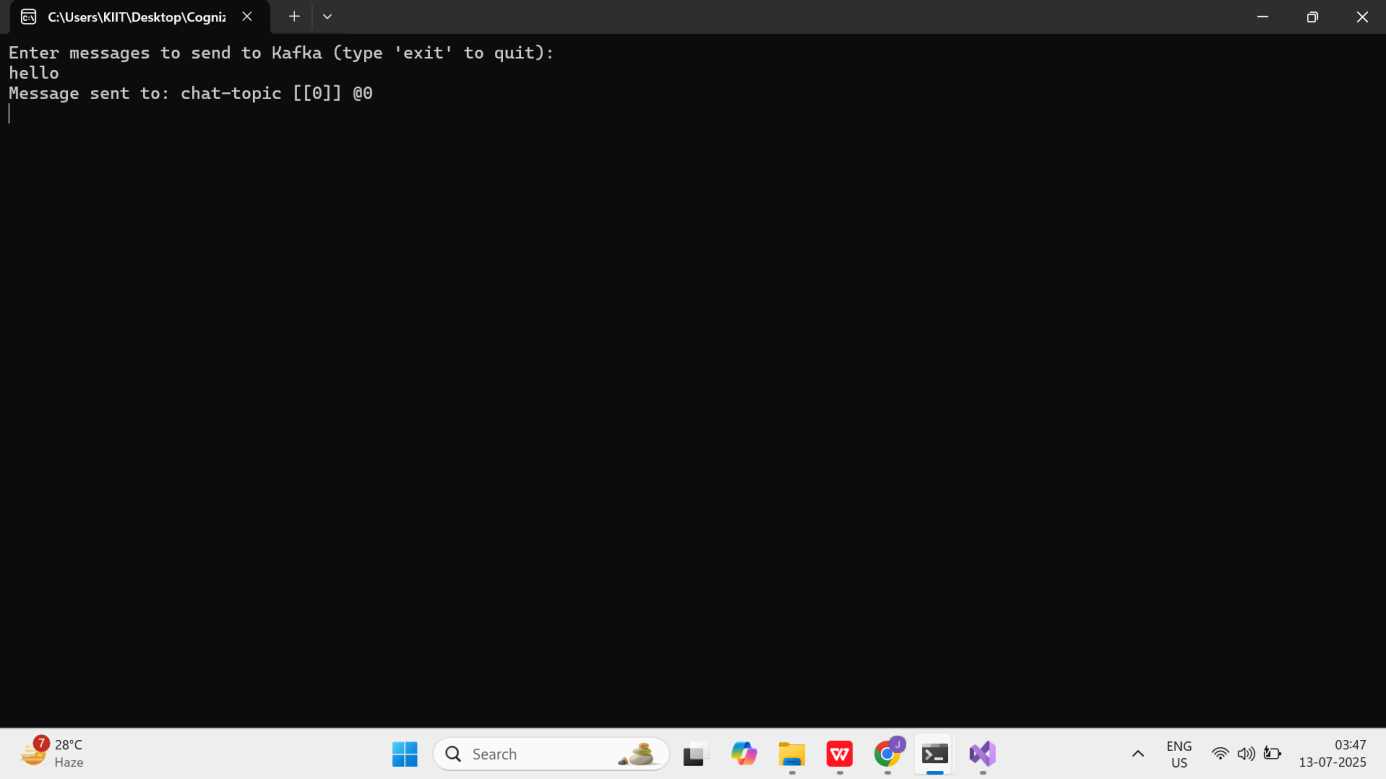 C:\Users\KIIT\Desktop\Cogniz
Enter messages to send to Kafka (type 'exit' to quit):
hello
Message sent to: chat-topic [[0]] @0
7
28°C
Haze
Search
W
J
ENG
US
03:47
13-07-2025